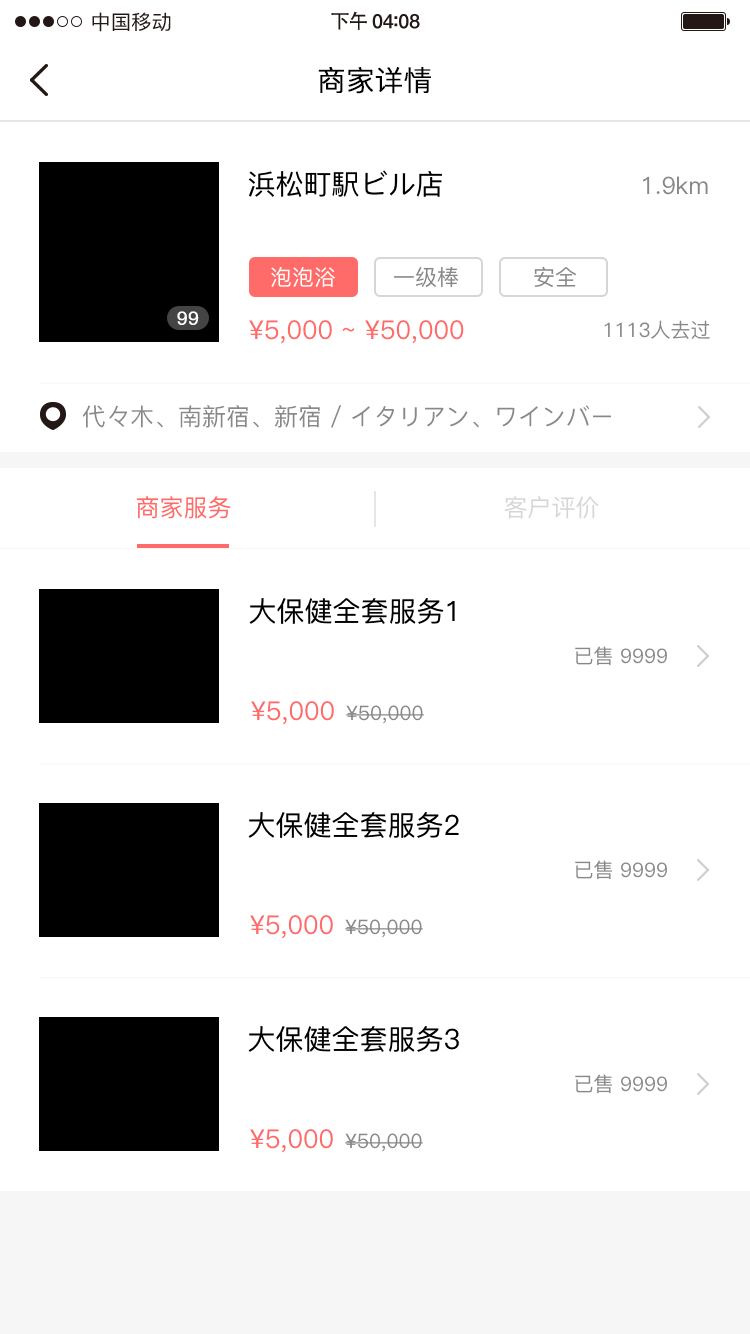 中国移动 下午 04:08
商家详情
浜松町駅ビル店 1.9km
泡泡浴 一级棒 安全
99
¥5,000 ~ ¥50,000 1113人去过
代々木、南新宿、新宿 / イタリアン、ワインバー
商家服务 客户评价
大保健全套服务1
已售 9999
¥5,000 ¥50,000
大保健全套服务2
已售 9999
¥5,000 ¥50,000
大保健全套服务3
已售 9999
¥5,000 ¥50,000